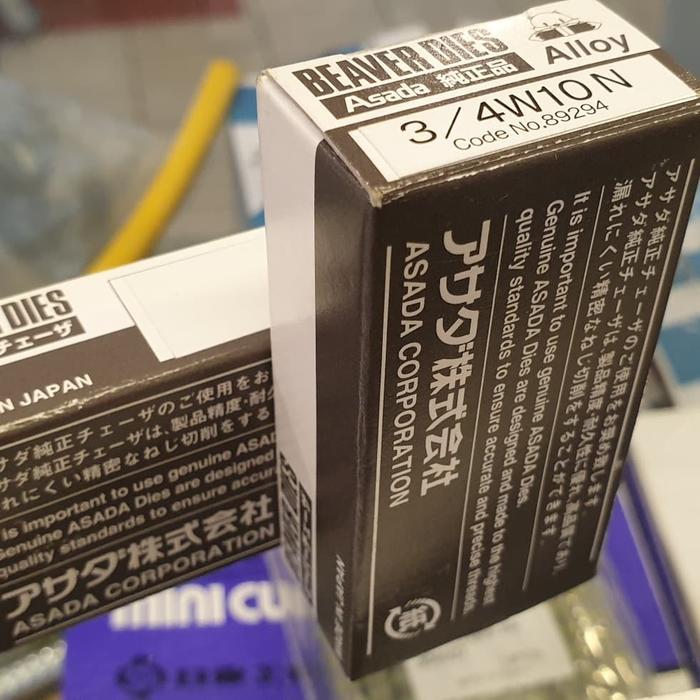 BEAVER DIES
Asada 純正品
Alloy
3/4W10N
Code No.89294
アサダ純正チェーザのご使用をお奨め致します
アサダ純正チェーザは、製品精度、耐久性に優れ、高品質であり、
漏れにくい精密なねじ切削をすることができます。
It is important to use genuine ASADA Dies.
Genuine ASADA Dies are designed and made to the highest
quality standards to ensure accurate and precise threads
アサダ株式会社
ASADA CORPORATION
紙
MADE IN JAPAN
DIES
チェーザ
N JAPAN
サダ純正チェーザのご使用をお
サダ純正チェーザは、製品精度・耐久
れにくい精密なねじ切削をする
is important to use genuine ASAD
Genuine ASADA Dies are designed
quality standards to ensure accur
アサダ株式会社
ASADA CORPORATION
MINI CU